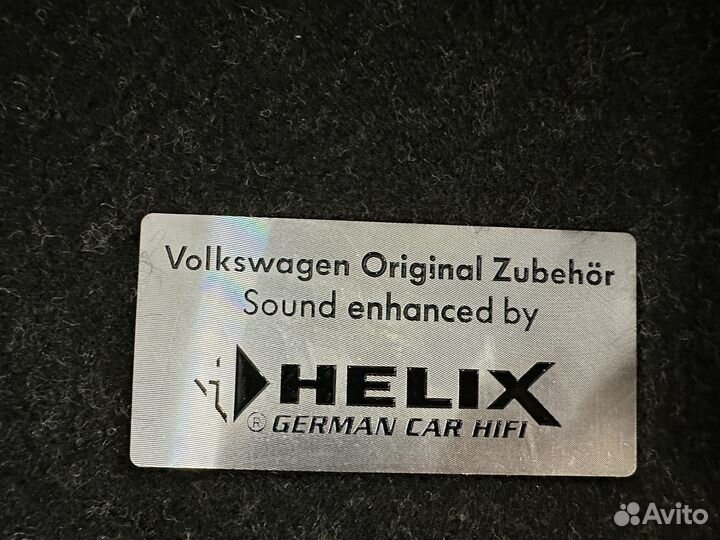 Volkswagen Original Zubehör
Sound enhanced by
HELIX
® GERMAN CAR HIFI
Avito